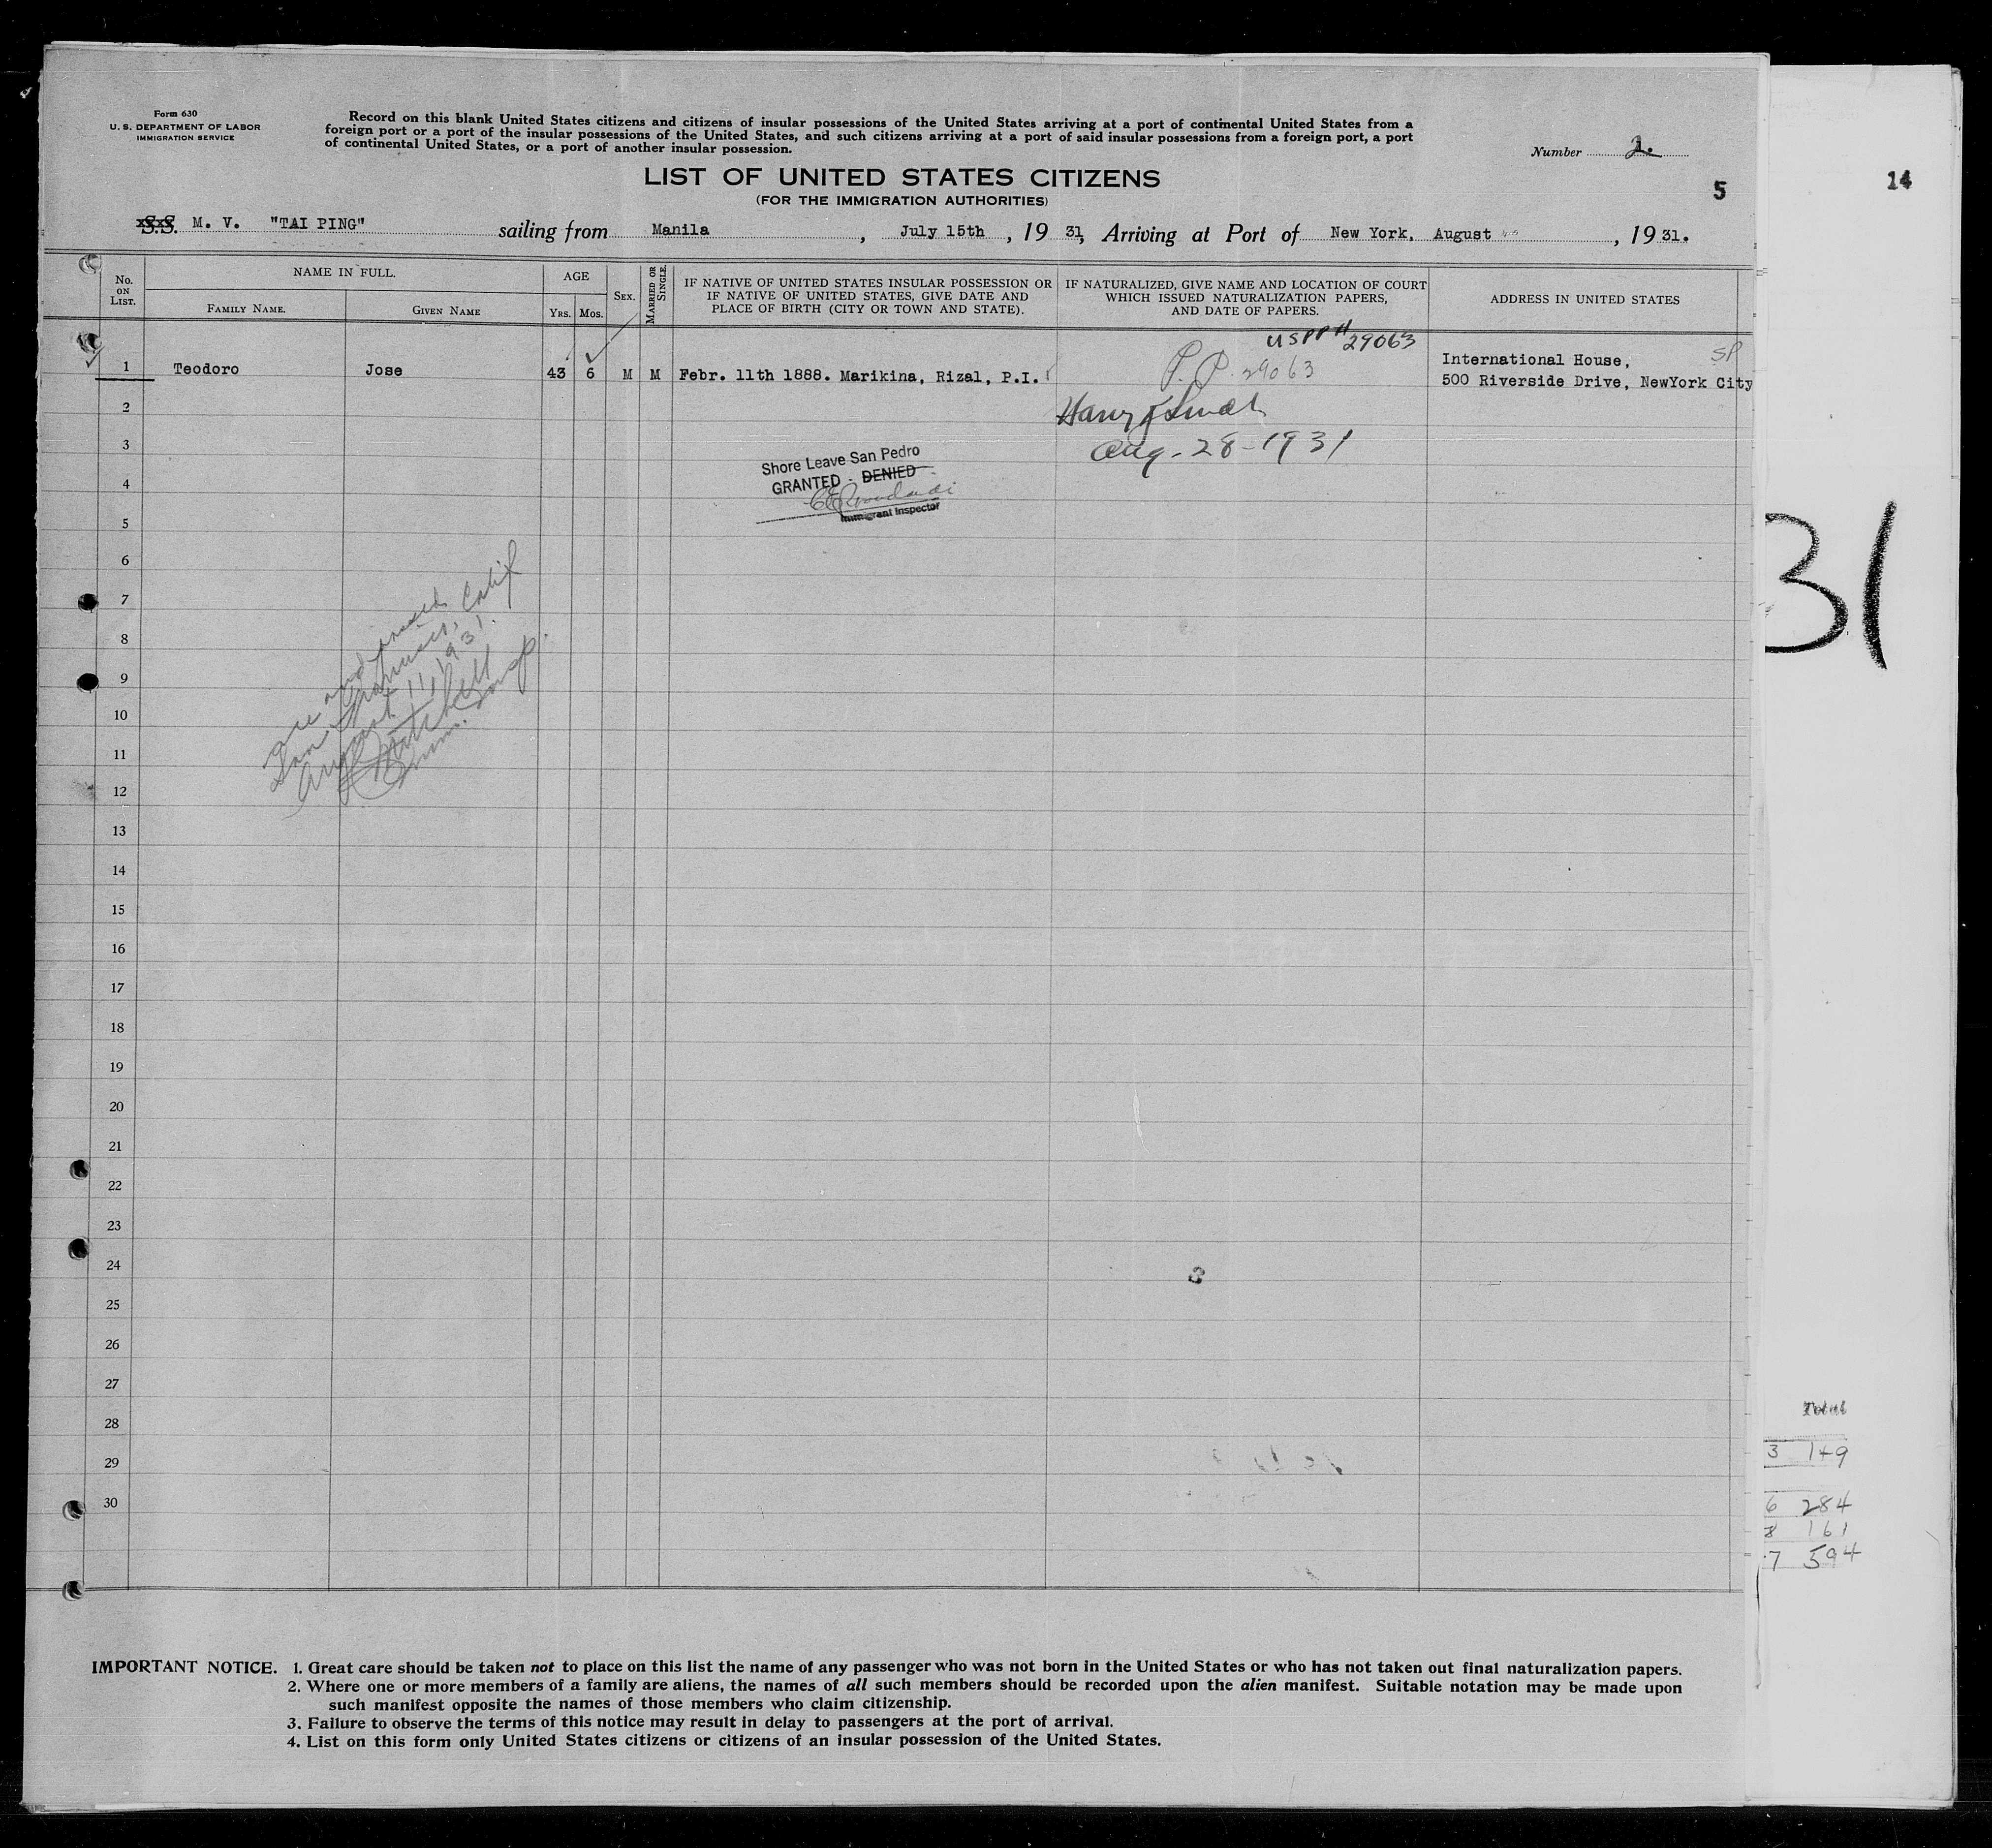 Form 630
U. S. DEPARTMENT OF LABOR
IMMIGRATION SERVICE
Record on this blank United States citizens and citizens of insular possessions of the United States arriving at a port of continental United States from a
foreign port or a port of the insular possessions of the United States, and such citizens arriving at a port of said insular possessions from a foreign port, a port
of continental United States, or a port of another insular possession.
Number
LIST OF UNITED STATES CITIZENS
(FOR THE IMMIGRATION AUTHORITIES)
5
14
S.S. M. V. "TAI PING" sailing from Manila, July 15th, 19 31, Arriving at Port of New York, August, 19 31.
No. ON LIST.
NAME IN FULL.
FAMILY NAME.
GIVEN NAME
AGE
YRS.
MOS.
SEX.
MARRIED OR SINGLE.
IF NATIVE OF UNITED STATES INSULAR POSSESSION OR
IF NATIVE OF UNITED STATES, GIVE DATE AND
PLACE OF BIRTH (CITY OR TOWN AND STATE).
IF NATURALIZED, GIVE NAME AND LOCATION OF COURT
WHICH ISSUED NATURALIZATION PAPERS,
AND DATE OF PAPERS.
ADDRESS IN UNITED STATES
USPP# 29063
1 Teodoro Jose 43 6 M M Febr. 11th 1888. Marikina, Rizal, P.I. P. P. 29063
International House, SP
500 Riverside Drive, NewYork City
2
Harry
3
Aug-28-1931
Shore Leave San Pedro
4
GRANTED - DENIED
Immigrant Inspector
5
6
7
8
9
10
11
12
and passed
San Francisco, Calif
August 11, 1931.
Mitchell
Imm. Insp.
31
13
14
15
16
17
18
19
20
21
22
23
24
25
26
27
28
29
30
Total
3 149
6 284
8 161
7 594
IMPORTANT NOTICE. 1. Great care should be taken not to place on this list the name of any passenger who was not born in the United States or who has not taken out final naturalization papers.
2. Where one or more members of a family are aliens, the names of all such members should be recorded upon the alien manifest. Suitable notation may be made upon
such manifest opposite the names of those members who claim citizenship.
3. Failure to observe the terms of this notice may result in delay to passengers at the port of arrival.
4. List on this form only United States citizens or citizens of an insular possession of the United States.